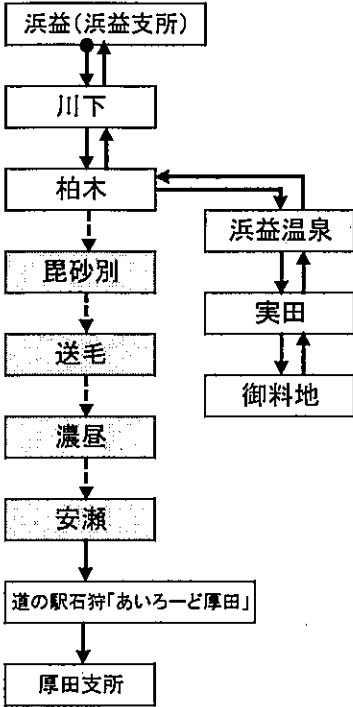 浜益(浜益支所)
川下
柏木
浜益温泉
毘砂別
実田
送毛
御料地
濃昼
安瀬
道の駅石狩「あいろーど厚田」
厚田支所